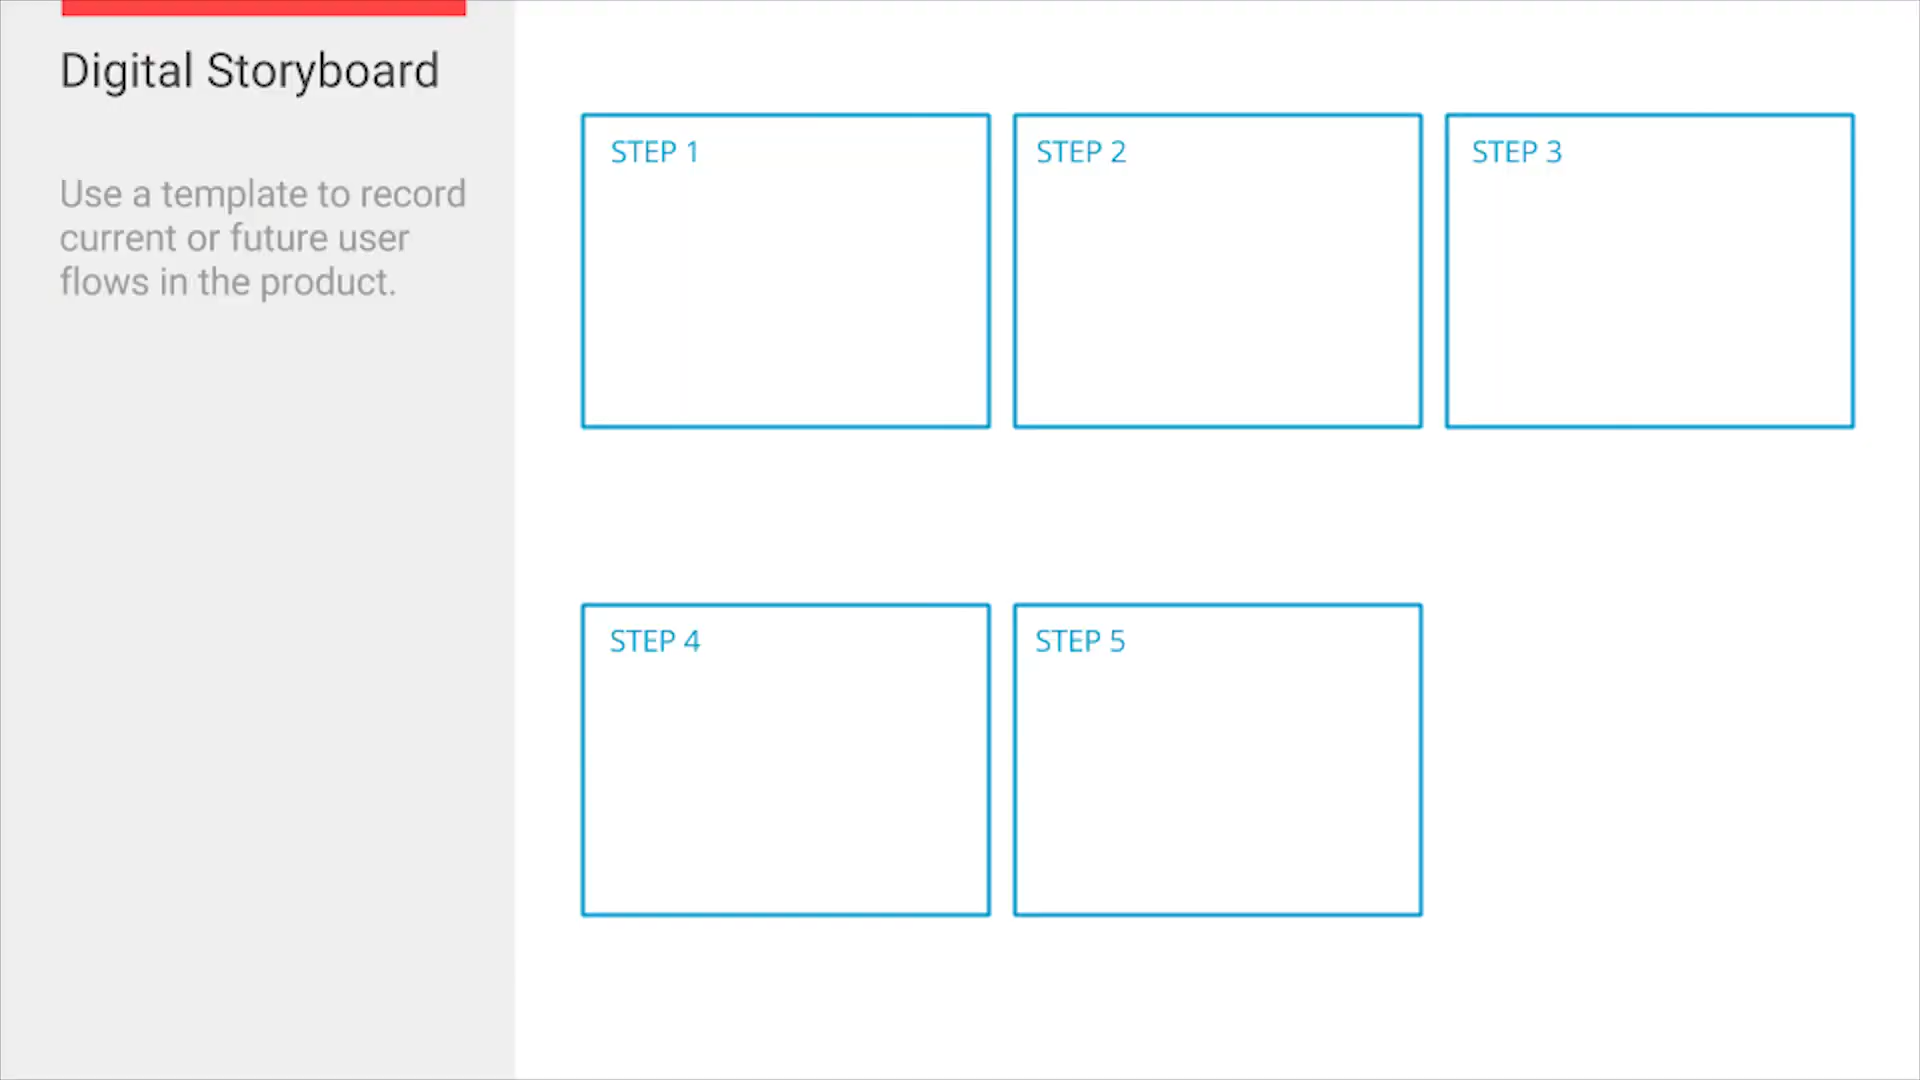 Digital Storyboard
Use a template to record
current or future user
flows in the product.
STEP 1
STEP 2
STEP 3
STEP 4
STEP 5